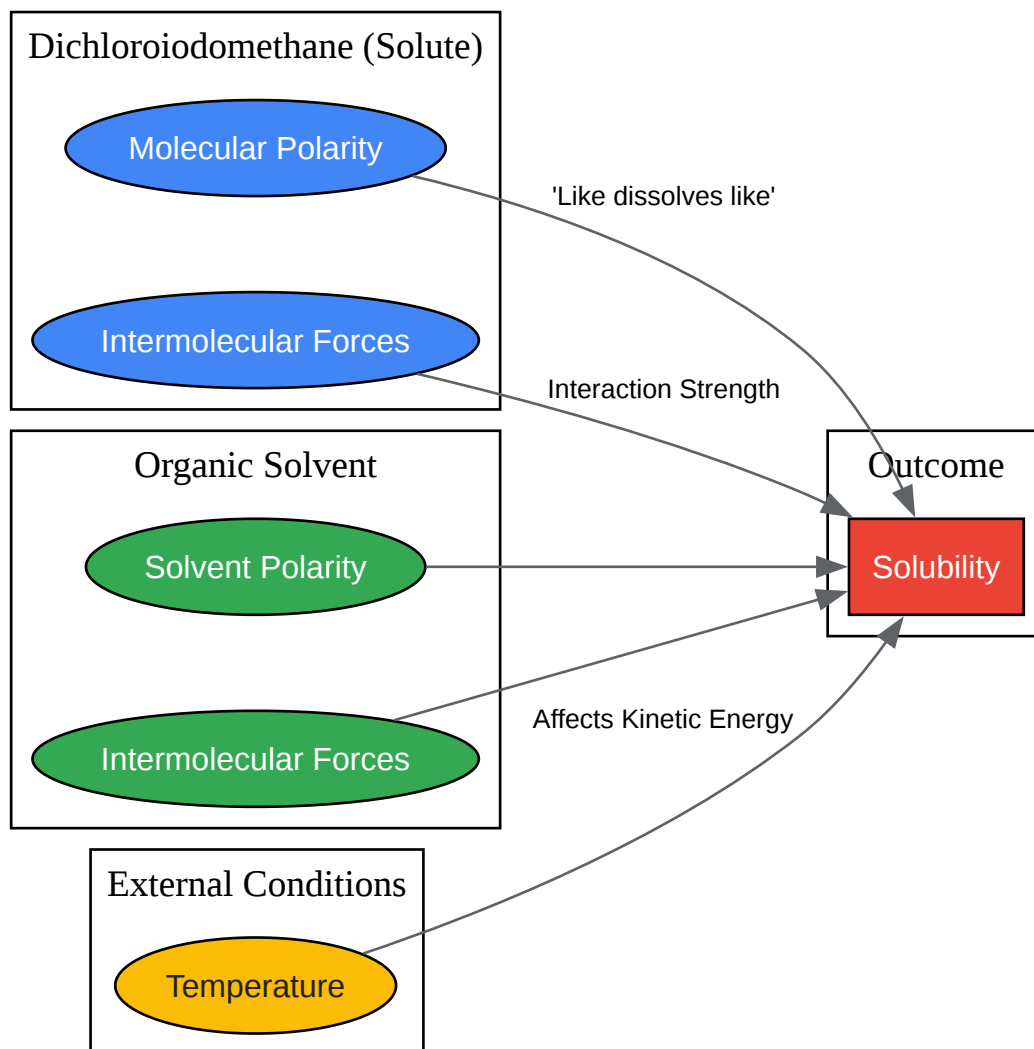 Dichloroiodomethane (Solute)
Molecular Polarity
'Like dissolves like'
Intermolecular Forces
Interaction Strength
Organic Solvent
Solvent Polarity
Intermolecular Forces
Outcome
Solubility
Affects Kinetic Energy
External Conditions
Temperature